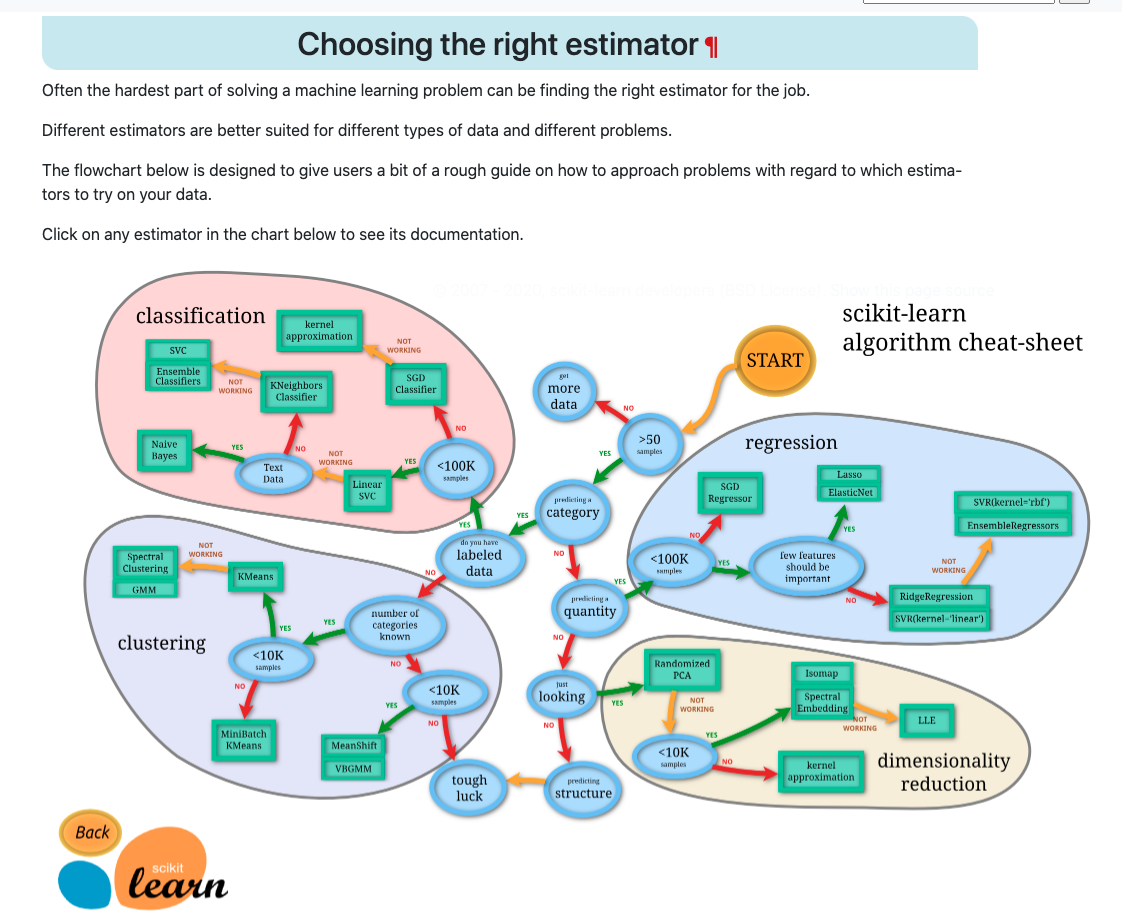 Choosing the right estimator ¶
Often the hardest part of solving a machine learning problem can be finding the right estimator for the job.
Different estimators are better suited for different types of data and different problems.
The flowchart below is designed to give users a bit of a rough guide on how to approach problems with regard to which estima-
tors to try on your data.
Click on any estimator in the chart below to see its documentation.
scikit-learn
algorithm cheat-sheet
START
get
more
data
NO
>50
samples
YES
predicting a
category
YES
NO
do you have
labeled
data
YES
NO
predicting a
quantity
YES
NO
just
looking
YES
NO
predicting
structure
tough
luck
classification
kernel
approximation
NOT
WORKING
SVC
Ensemble
Classifiers
NOT
WORKING
KNeighbors
Classifier
SGD
Classifier
NO
Naive
Bayes
YES
NO
Text
Data
NOT
WORKING
Linear
SVC
YES
<100K
samples
regression
SGD
Regressor
NO
<100K
samples
YES
Lasso
ElasticNet
YES
few features
should be
important
NO
SVR(kernel='rbf')
EnsembleRegressors
NOT
WORKING
RidgeRegression
SVR(kernel='linear')
clustering
Spectral
Clustering
GMM
NOT
WORKING
KMeans
YES
<10K
samples
NO
MiniBatch
KMeans
YES
number of
categories
known
NO
<10K
samples
YES
NO
MeanShift
VBGMM
dimensionality
reduction
Randomized
PCA
NOT
WORKING
<10K
samples
YES
NO
Isomap
Spectral
Embedding
NOT
WORKING
LLE
kernel
approximation
Back
scikit
learn